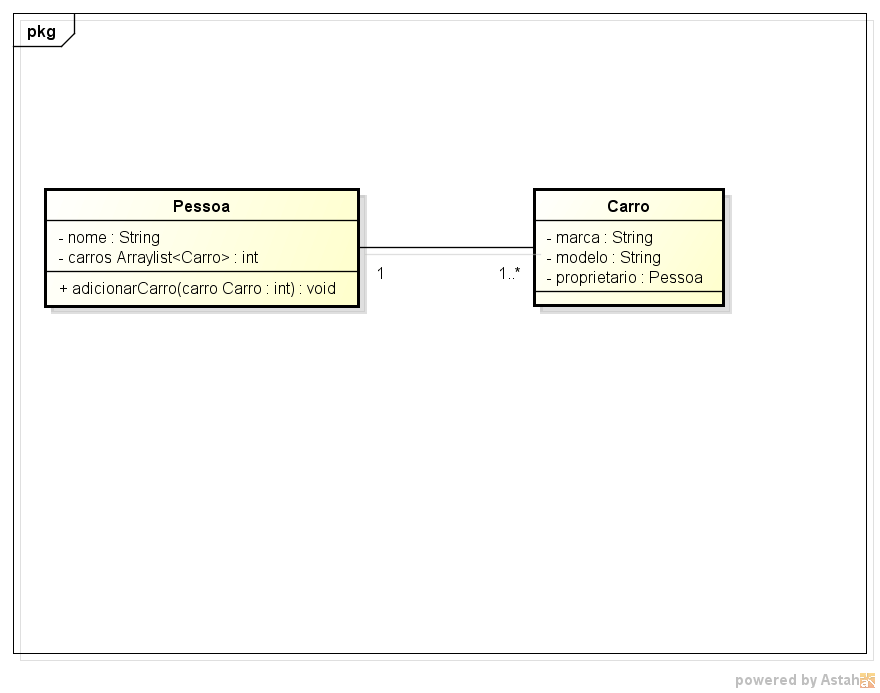 pkg
Pessoa
- nome : String
- carros Arraylist<Carro> : int
+ adicionarCarro(carro Carro : int) : void
1
1..*
Carro
- marca : String
- modelo : String
- proprietario : Pessoa
powered by Astah